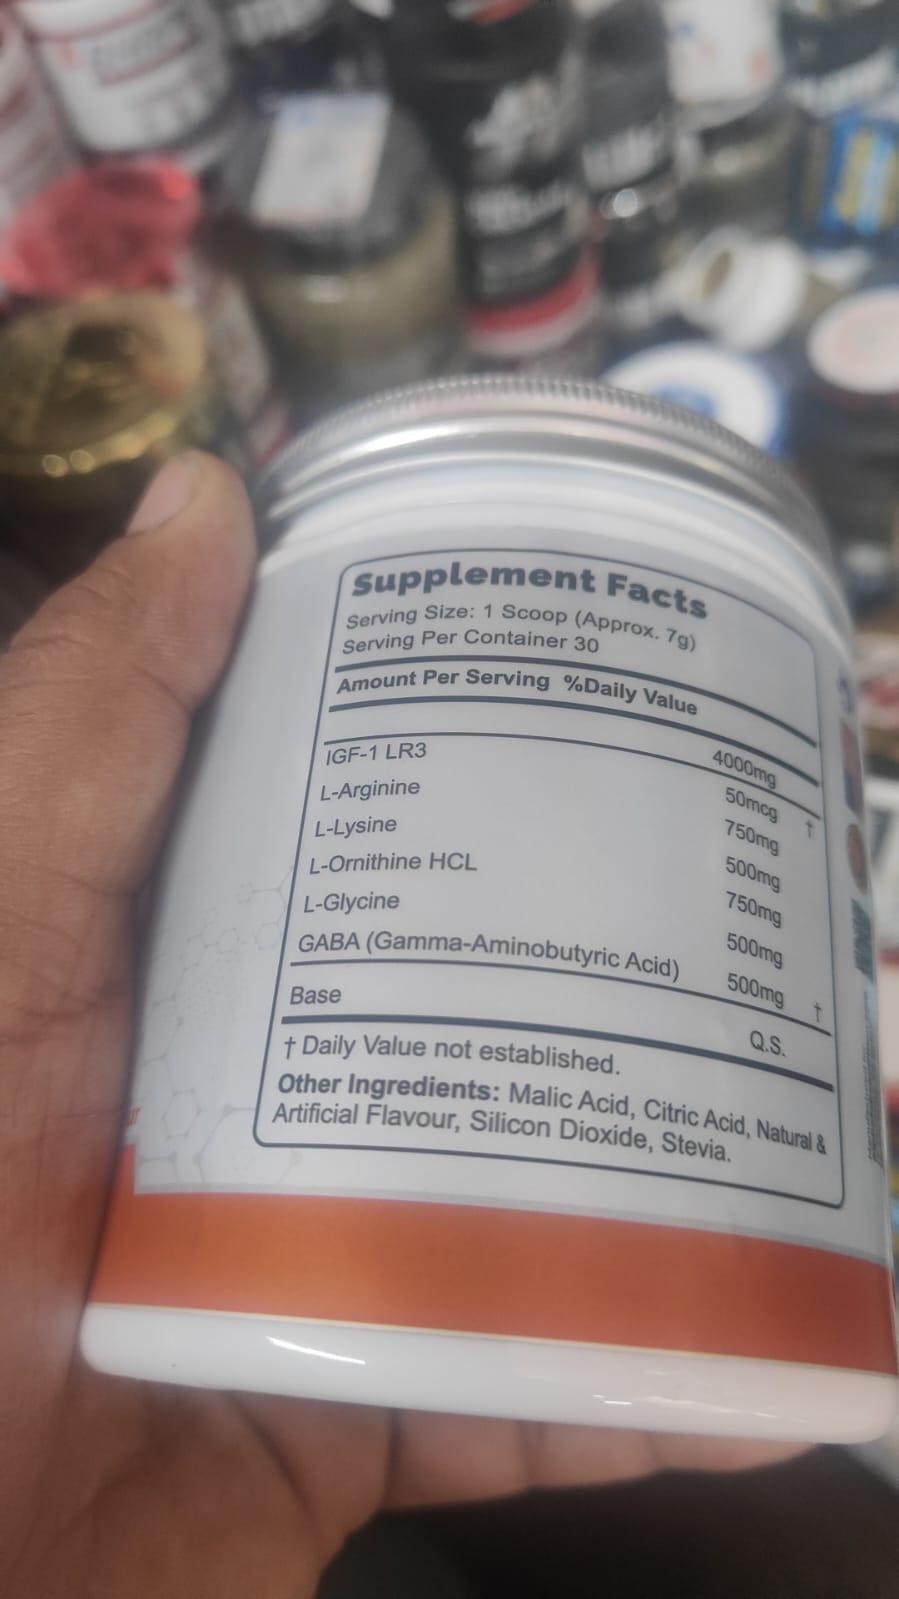 Supplement Facts
Serving Size: 1 Scoop (Approx. 7g)
Serving Per Container 30
Amount Per Serving %Daily Value
4000mg
IGF-1 LR3 50mcg †
L-Arginine 750mg
L-Lysine 500mg
L-Ornithine HCL 750mg
L-Glycine 500mg
GABA (Gamma-Aminobutyric Acid) 500mg †
Base Q.S.
† Daily Value not established.
Other Ingredients: Malic Acid, Citric Acid, Natural &
Artificial Flavour, Silicon Dioxide, Stevia.